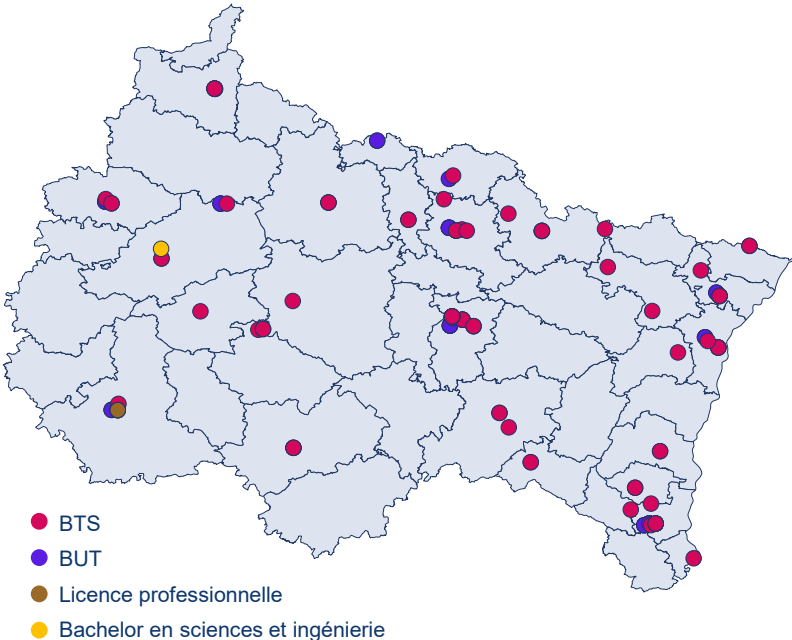 BTS
BUT
Licence professionnelle
Bachelor en sciences et ingénierie